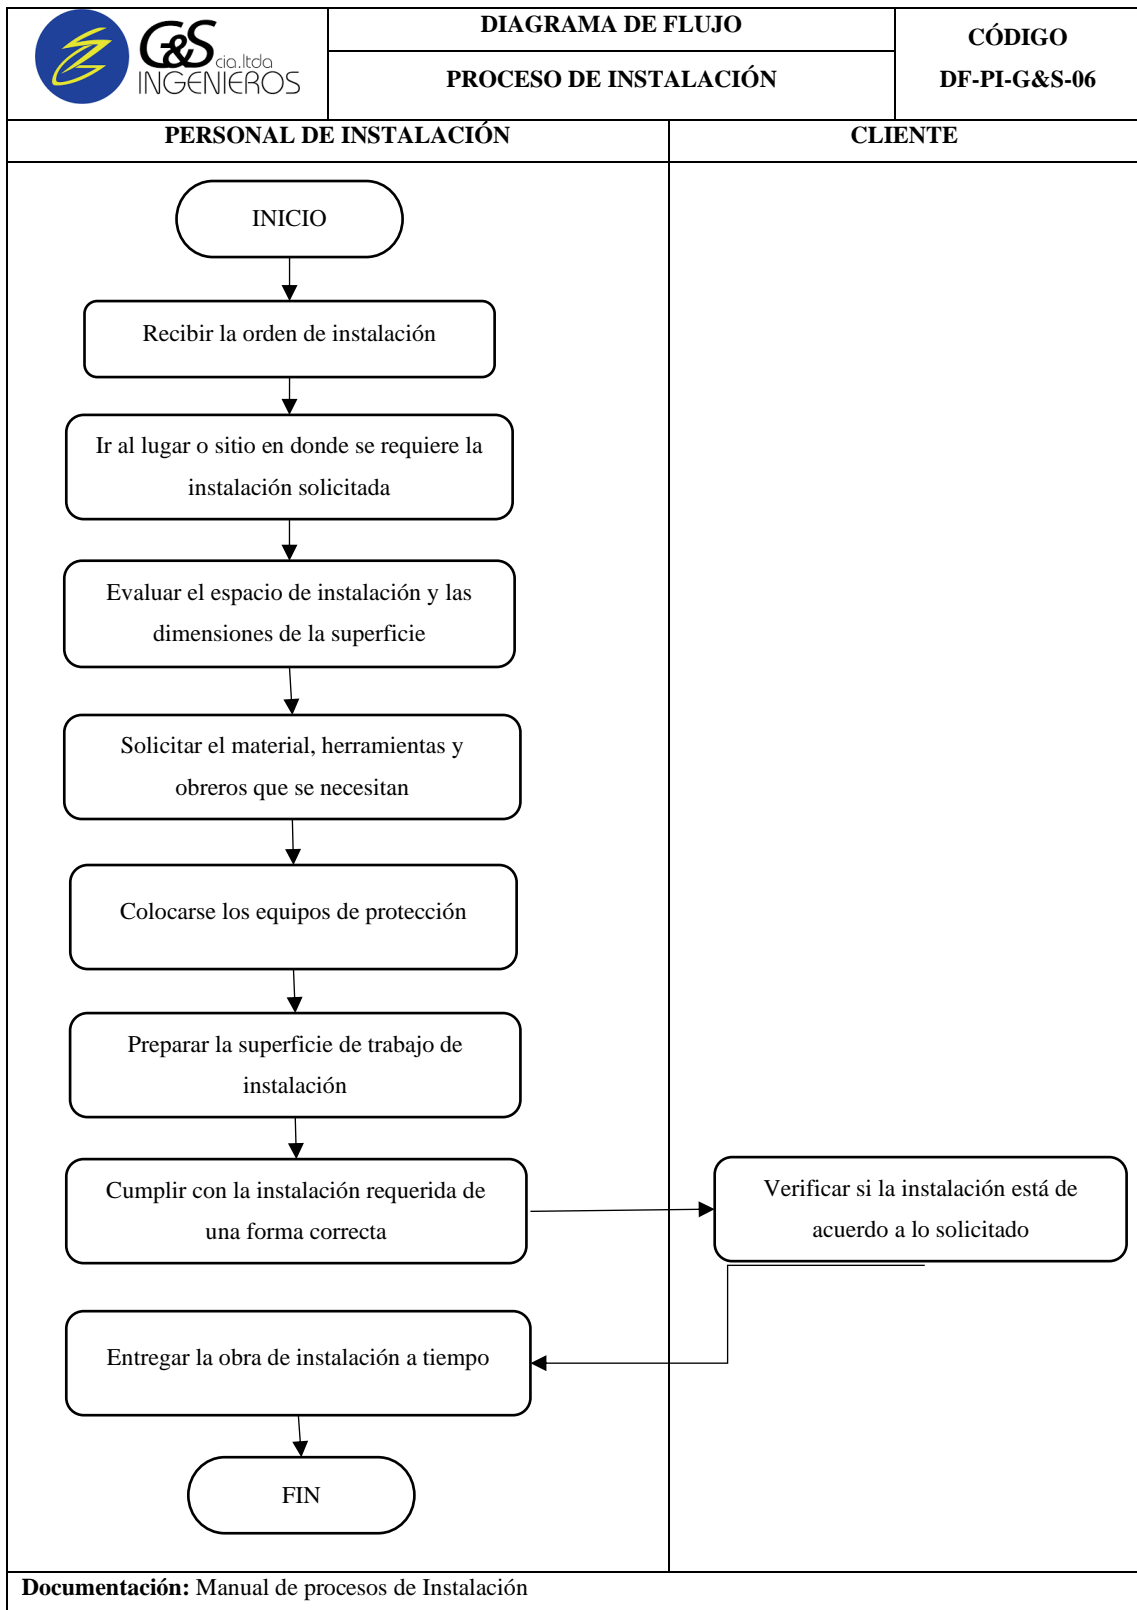 G&S cia.ltda
INGENIEROS
DIAGRAMA DE FLUJO
PROCESO DE INSTALACIÓN
CÓDIGO
DF-PI-G&S-06
PERSONAL DE INSTALACIÓN
CLIENTE
INICIO
Recibir la orden de instalación
Ir al lugar o sitio en donde se requiere la
instalación solicitada
Evaluar el espacio de instalación y las
dimensiones de la superficie
Solicitar el material, herramientas y
obreros que se necesitan
Colocarse los equipos de protección
Preparar la superficie de trabajo de
instalación
Cumplir con la instalación requerida de
una forma correcta
Verificar si la instalación está de
acuerdo a lo solicitado
Entregar la obra de instalación a tiempo
FIN
Documentación: Manual de procesos de Instalación